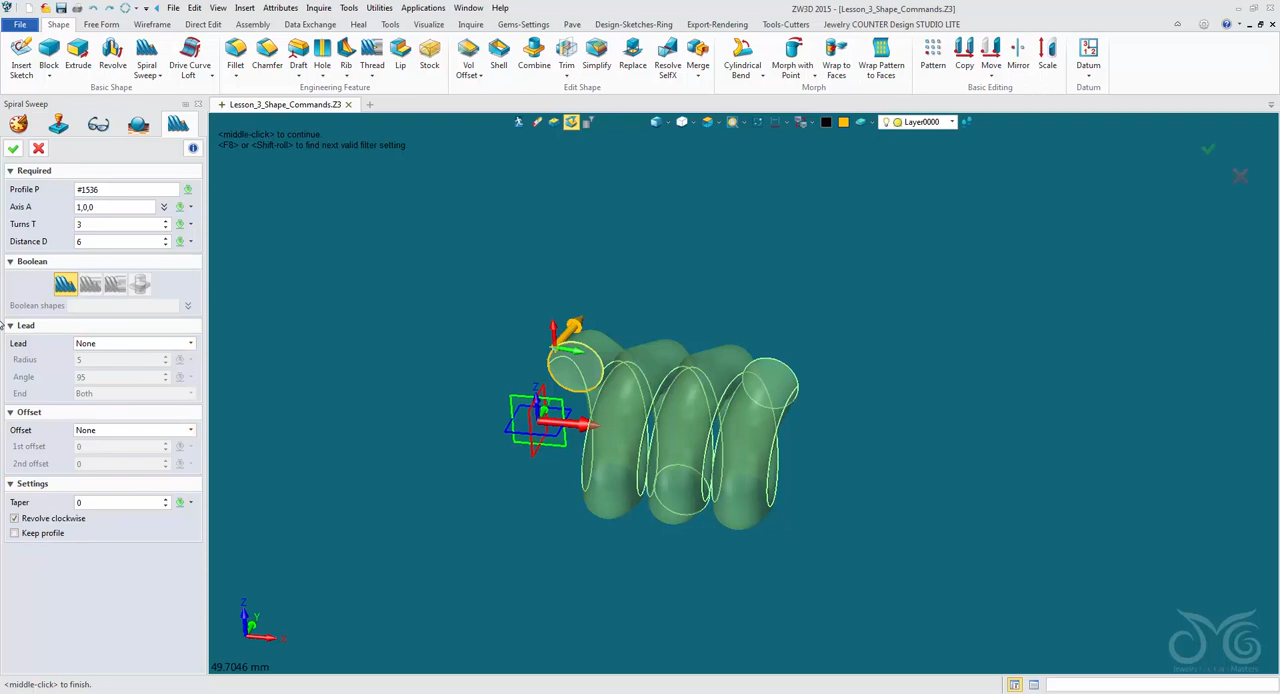 File Edit View Insert Attributes Inquire Tools Utilities Applications Window Help
ZW3D 2015 - [Lesson_3_Shape_Commands.Z3]
File Shape Free Form Wireframe Direct Edit Assembly Data Exchange Heal Tools Visualize Inquire Gems-Settings Pave Design-Sketches-Ring Export-Rendering Tools-Cutters Jewelry COUNTER Design STUDIO LITE
Insert Sketch Block Extrude Revolve Spiral Sweep Drive Curve Loft Fillet Chamfer Draft Hole Rib Thread Lip Stock Vol Offset Shell Combine Trim Simplify Replace Resolve SelfX Merge Cylindrical Bend Morph with Point Wrap to Faces Wrap Pattern to Faces Pattern Copy Move Mirror Scale Datum
Basic Shape Engineering Feature Edit Shape Morph Basic Editing Datum
Spiral Sweep
Lesson_3_Shape_Commands.Z3
Layer0000
<middle-click> to continue.
<F8> or <Shift-roll> to find next valid filter setting.
Required
Profile P #1536
Axis A 1,0,0
Turns T 3
Distance D 6
Boolean
Boolean shapes
Lead
Lead None
Radius 5
Angle 95
End Both
Offset
Offset None
1st offset 0
2nd offset 0
Settings
Taper 0
Revolve clockwise
Keep profile
Z
Z
Y
X
49.7046 mm
<middle-click> to finish.